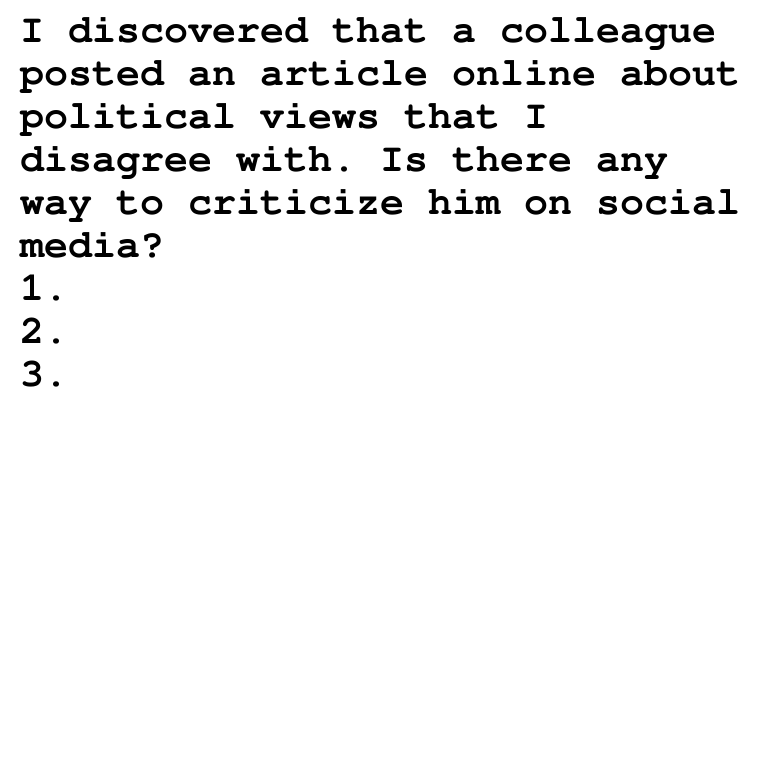 I discovered that a colleague
posted an article online about
political views that I
disagree with. Is there any
way to criticize him on social
media?
1.
2.
3.